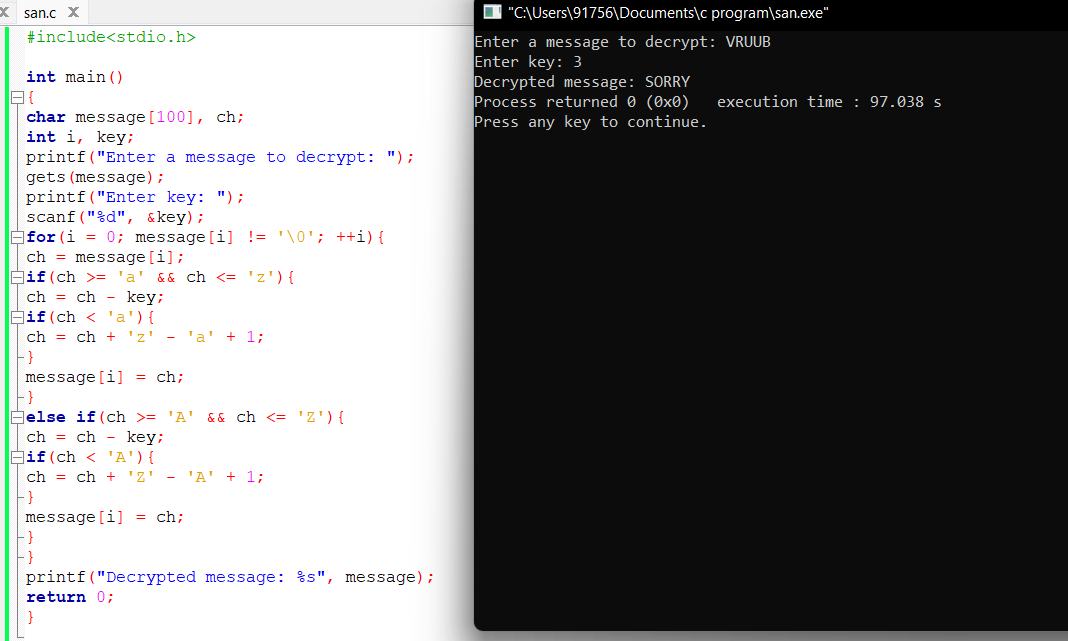 san.c X
#include<stdio.h>
int main()
{
char message[100], ch;
int i, key;
printf("Enter a message to decrypt: ");
gets(message);
printf("Enter key: ");
scanf("%d", &key);
for(i = 0; message[i] != '\0'; ++i){
ch = message[i];
if(ch >= 'a' && ch <= 'z'){
ch = ch - key;
if(ch < 'a'){
ch = ch + 'z' - 'a' + 1;
}
message[i] = ch;
}
else if(ch >= 'A' && ch <= 'Z'){
ch = ch - key;
if(ch < 'A'){
ch = ch + 'Z' - 'A' + 1;
}
message[i] = ch;
}
}
printf("Decrypted message: %s", message);
return 0;
}
"C:\Users\91756\Documents\c program\san.exe"
Enter a message to decrypt: VRUUB
Enter key: 3
Decrypted message: SORRY
Process returned 0 (0x0)   execution time : 97.038 s
Press any key to continue.